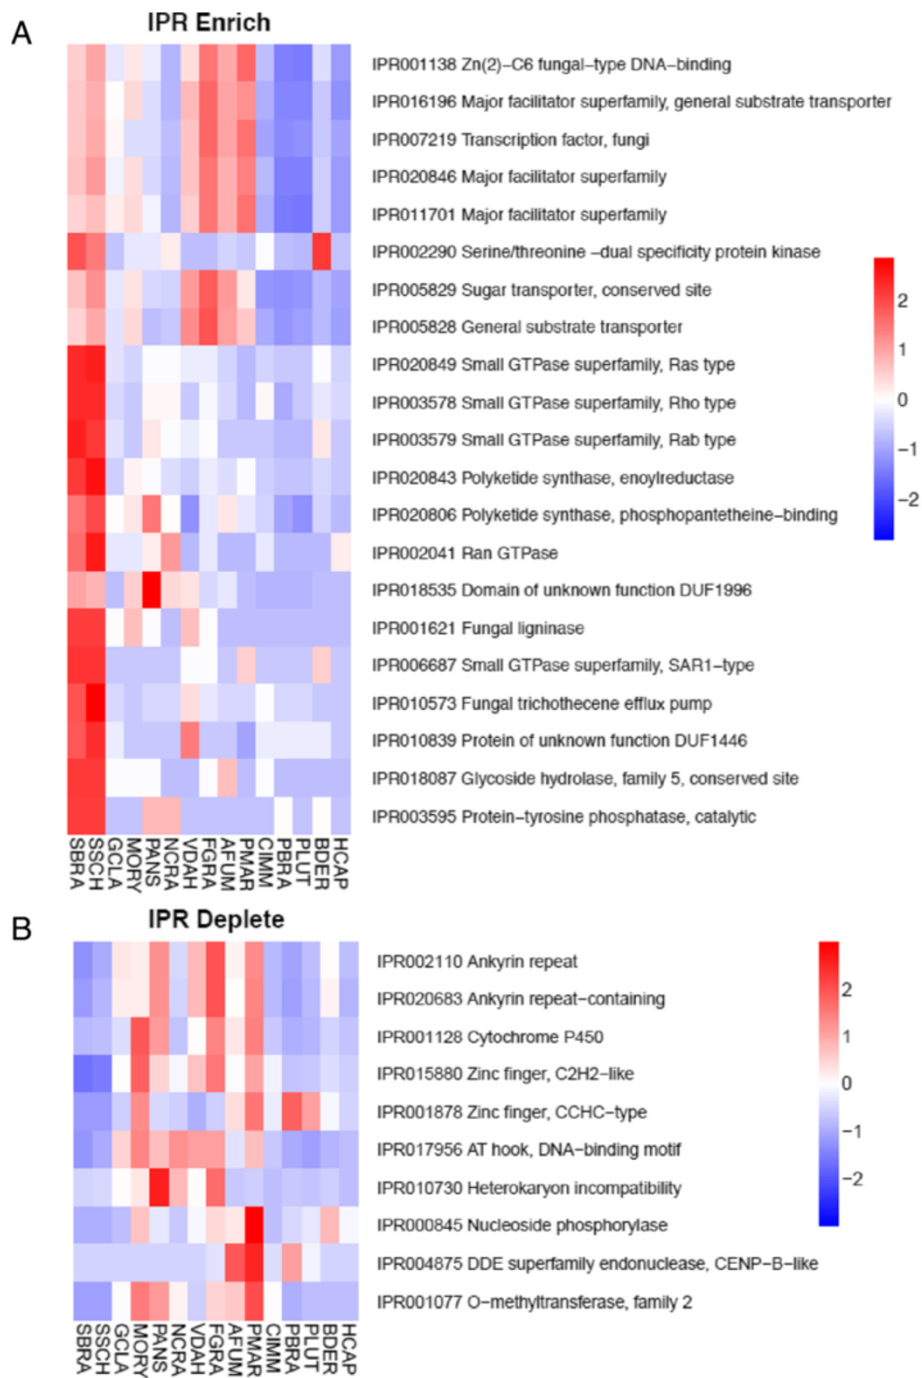 A
IPR Enrich
IPR001138 Zn(2)−C6 fungal−type DNA−binding
IPR016196 Major facilitator superfamily, general substrate transporter
IPR007219 Transcription factor, fungi
IPR020846 Major facilitator superfamily
IPR011701 Major facilitator superfamily
IPR002290 Serine/threonine −dual specificity protein kinase
IPR005829 Sugar transporter, conserved site
IPR005828 General substrate transporter
IPR020849 Small GTPase superfamily, Ras type
IPR003578 Small GTPase superfamily, Rho type
IPR003579 Small GTPase superfamily, Rab type
IPR020843 Polyketide synthase, enoylreductase
IPR020806 Polyketide synthase, phosphopantetheine−binding
IPR002041 Ran GTPase
IPR018535 Domain of unknown function DUF1996
IPR001621 Fungal ligninase
IPR006687 Small GTPase superfamily, SAR1−type
IPR010573 Fungal trichothecene efflux pump
IPR010839 Protein of unknown function DUF1446
IPR018087 Glycoside hydrolase, family 5, conserved site
IPR003595 Protein−tyrosine phosphatase, catalytic
2
1
0
−1
−2
SBRA
SSCH
GCLA
MORY
PANS
NCRA
VDAH
FGRA
AFUM
PMAR
CIMM
PBRA
PLUT
BDER
HCAP
B
IPR Deplete
IPR002110 Ankyrin repeat
IPR020683 Ankyrin repeat−containing
IPR001128 Cytochrome P450
IPR015880 Zinc finger, C2H2−like
IPR001878 Zinc finger, CCHC−type
IPR017956 AT hook, DNA−binding motif
IPR010730 Heterokaryon incompatibility
IPR000845 Nucleoside phosphorylase
IPR004875 DDE superfamily endonuclease, CENP−B−like
IPR001077 O−methyltransferase, family 2
2
1
0
−1
−2
SBRA
SSCH
GCLA
MORY
PANS
NCRA
VDAH
FGRA
AFUM
PMAR
CIMM
PBRA
PLUT
BDER
HCAP